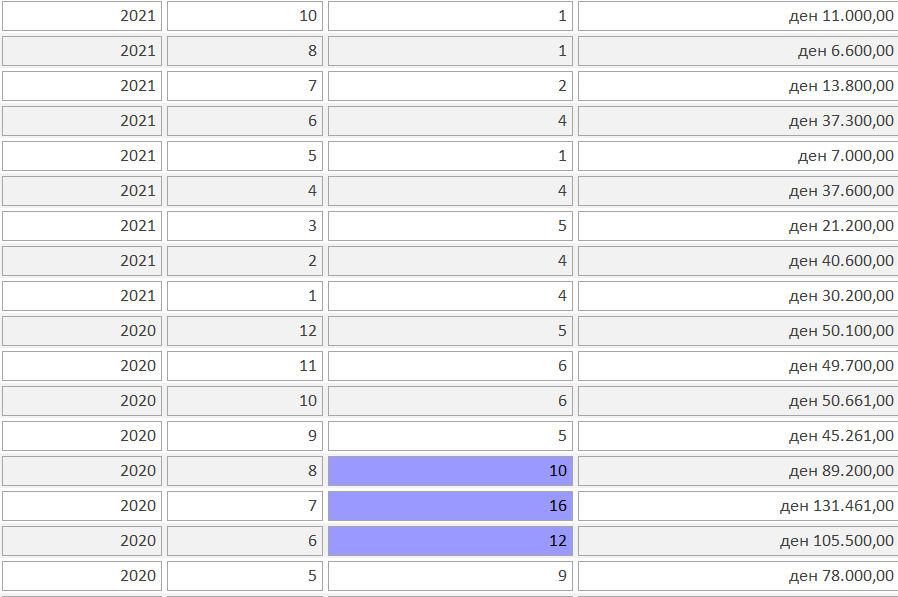 2021 10 1 ден 11.000,00
2021 8 1 ден 6.600,00
2021 7 2 ден 13.800,00
2021 6 4 ден 37.300,00
2021 5 1 ден 7.000,00
2021 4 4 ден 37.600,00
2021 3 5 ден 21.200,00
2021 2 4 ден 40.600,00
2021 1 4 ден 30.200,00
2020 12 5 ден 50.100,00
2020 11 6 ден 49.700,00
2020 10 6 ден 50.661,00
2020 9 5 ден 45.261,00
2020 8 10 ден 89.200,00
2020 7 16 ден 131.461,00
2020 6 12 ден 105.500,00
2020 5 9 ден 78.000,00